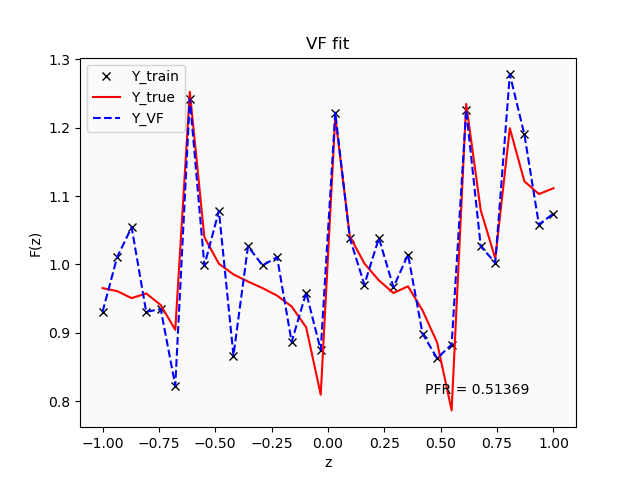 VF fit
F(z)
1.3
1.2
1.1
1.0
0.9
0.8
Y_train
Y_true
Y_VF
PFR = 0.51369
−1.00 −0.75 −0.50 −0.25 0.00 0.25 0.50 0.75 1.00
z